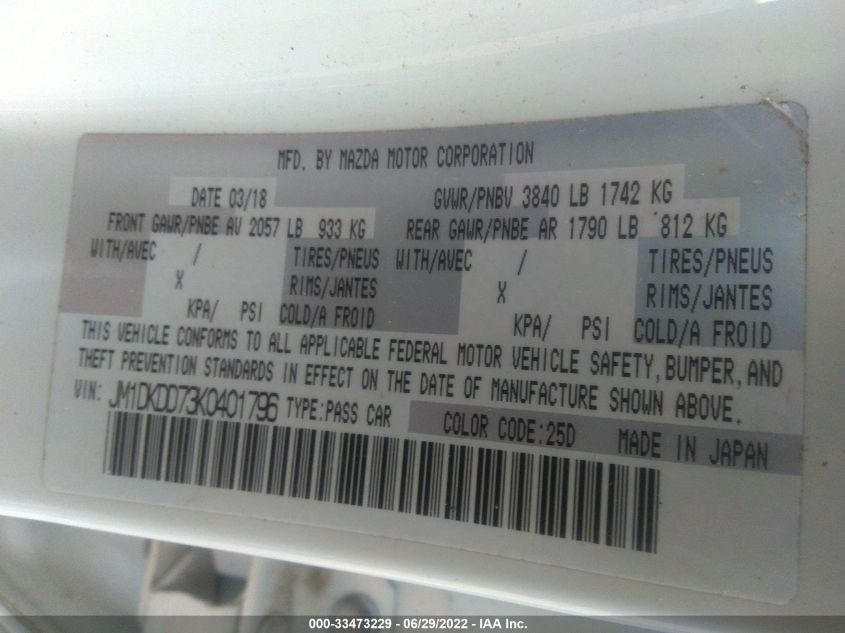 MFD. BY MAZDA MOTOR CORPORATION
DATE 03/18 GVWR/PNBV 3840 LB 1742 KG
FRONT GAWR/PNBE AV 2057 LB 933 KG REAR GAWR/PNBE AR 1790 LB 812 KG
WITH/AVEC / TIRES/PNEUS WITH/AVEC / TIRES/PNEUS
X RIMS/JANTES X RIMS/JANTES
KPA/ PSI COLD/A FROID KPA/ PSI COLD/A FROID
THIS VEHICLE CONFORMS TO ALL APPLICABLE FEDERAL MOTOR VEHICLE SAFETY, BUMPER, AND
THEFT PREVENTION STANDARDS IN EFFECT ON THE DATE OF MANUFACTURE SHOWN ABOVE.
VIN: JM1DKDD73K0401796 TYPE:PASS CAR COLOR CODE:25D MADE IN JAPAN
000-33473229 - 06/29/2022 - IAA Inc.